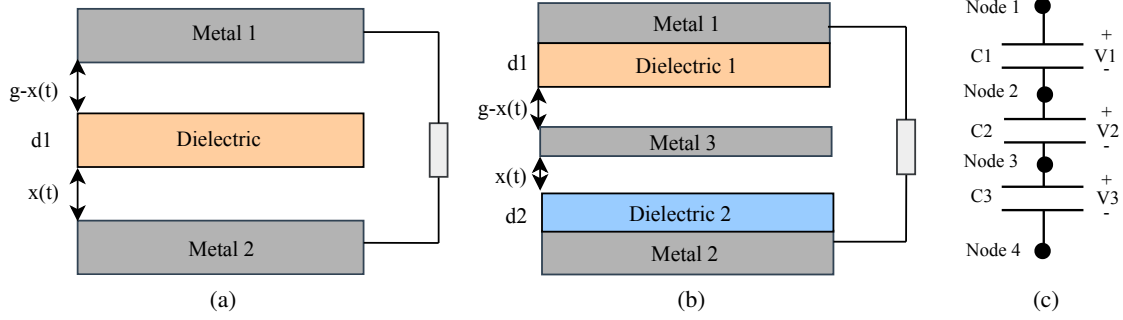 Metal 1
g-x(t)
d1
Dielectric
x(t)
Metal 2
(a)
Metal 1
d1
Dielectric 1
g-x(t)
Metal 3
x(t)
d2
Dielectric 2
Metal 2
(b)
Node 1
+
C1
V1
-
Node 2
+
C2
V2
-
Node 3
+
C3
V3
-
Node 4
(c)